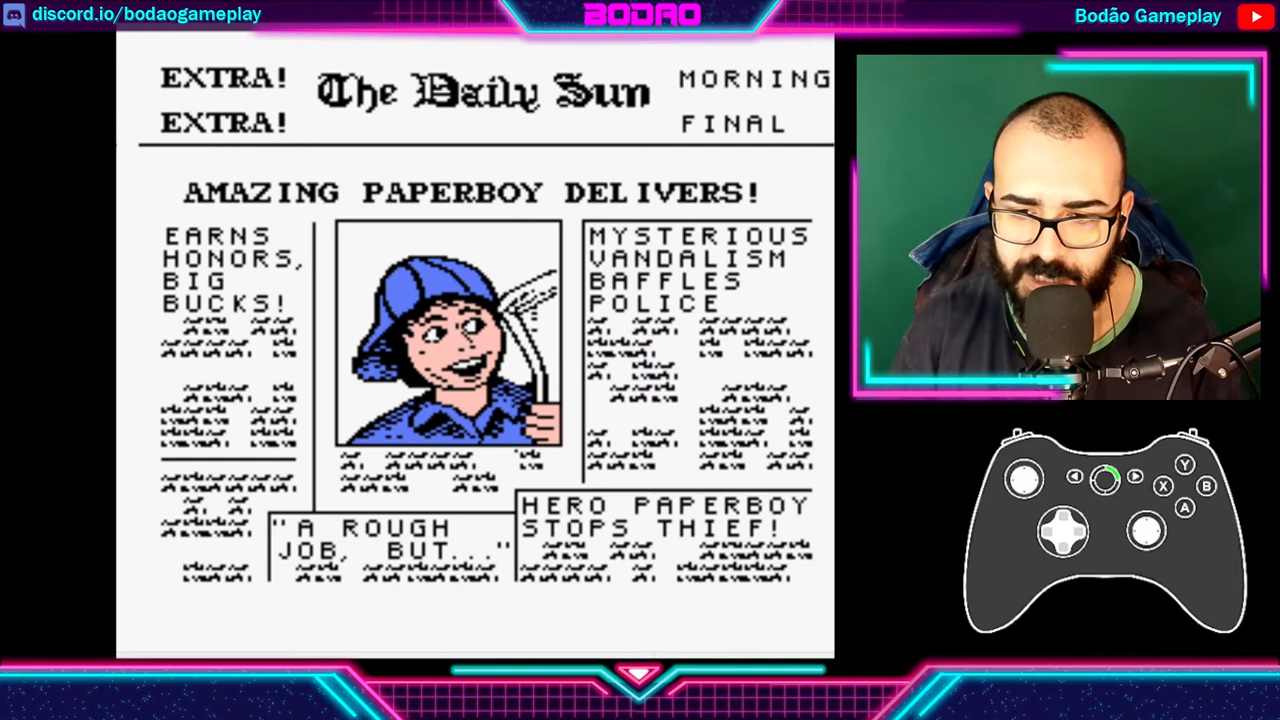 discord.io/bodaogameplay
BODAO
Bodão Gameplay
EXTRA!
EXTRA!
The Daily Sun
MORNING
FINAL
AMAZING PAPERBOY DELIVERS!
EARNS
HONORS,
BIG
BUCKS!
MYSTERIOUS
VANDALISM
BAFFLES
POLICE
"A ROUGH
JOB, BUT..."
HERO PAPERBOY
STOPS THIEF!
Y
X
B
A